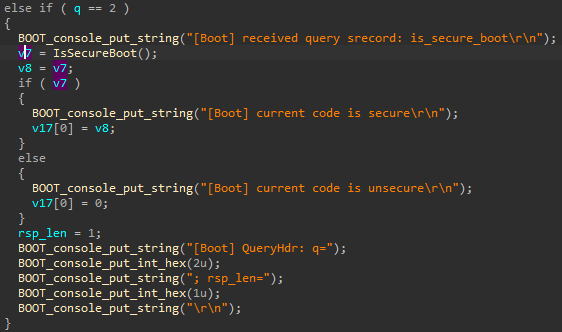 else if ( q == 2 )
{
BOOT_console_put_string("[Boot] received query srecord: is_secure_boot\r\n");
v7 = IsSecureBoot();
v8 = v7;
if ( v7 )
{
BOOT_console_put_string("[Boot] current code is secure\r\n");
v17[0] = v8;
}
else
{
BOOT_console_put_string("[Boot] current code is unsecure\r\n");
v17[0] = 0;
}
rsp_len = 1;
BOOT_console_put_string("[Boot] QueryHdr: q=");
BOOT_console_put_int_hex(2u);
BOOT_console_put_string("; rsp_len=");
BOOT_console_put_int_hex(1u);
BOOT_console_put_string("\r\n");
}